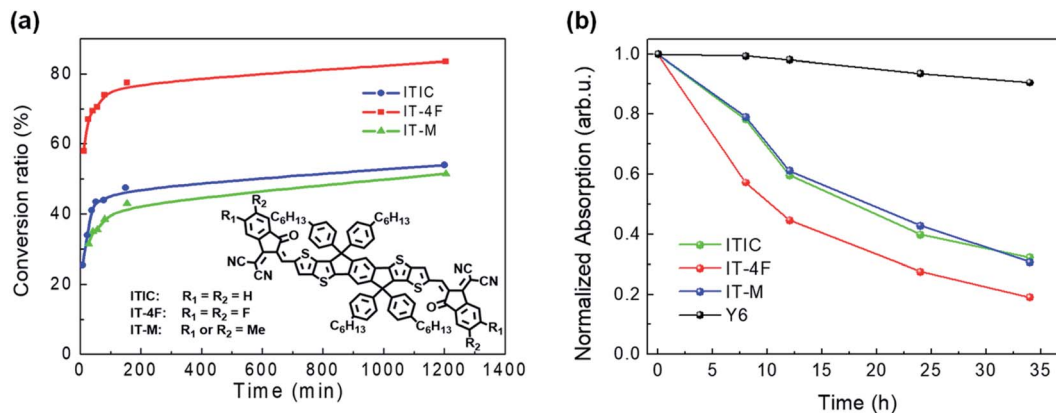 (a)
80
60
40
20
0
Conversion ratio (%)
ITIC
IT-4F
IT-M
R2
R1
C6H13
C6H13
O
S
S
NC
CN
S
S
NC
CN
O
C6H13
C6H13
R1
R2
ITIC: R1 = R2 = H
IT-4F: R1 = R2 = F
IT-M: R1 or R2 = Me
0 200 400 600 800 1000 1200 1400
Time (min)
(b)
1.0
0.8
0.6
0.4
0.2
0.0
Normalized Absorption (arb.u.)
ITIC
IT-4F
IT-M
Y6
0 5 10 15 20 25 30 35
Time (h)